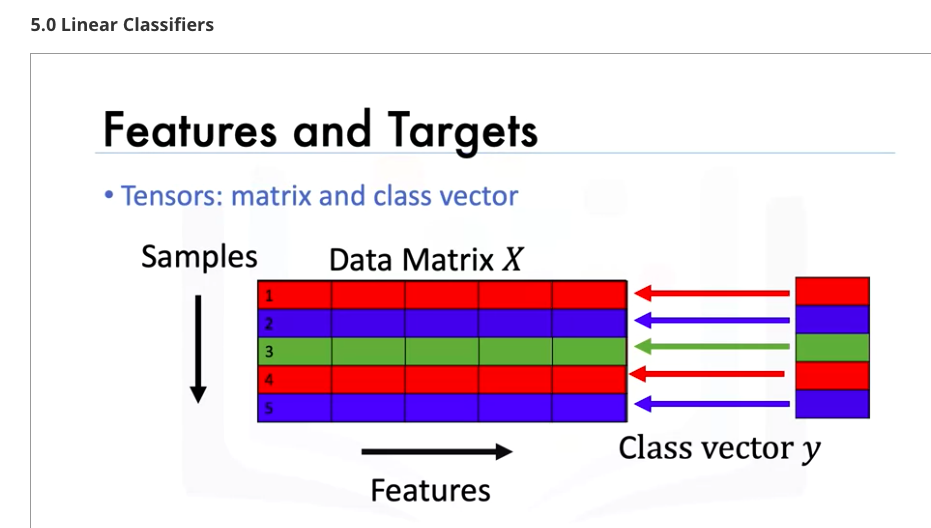 5.0 Linear Classifiers
Features and Targets
• Tensors: matrix and class vector
Samples
Data Matrix X
1
2
3
4
5
Class vector y
Features